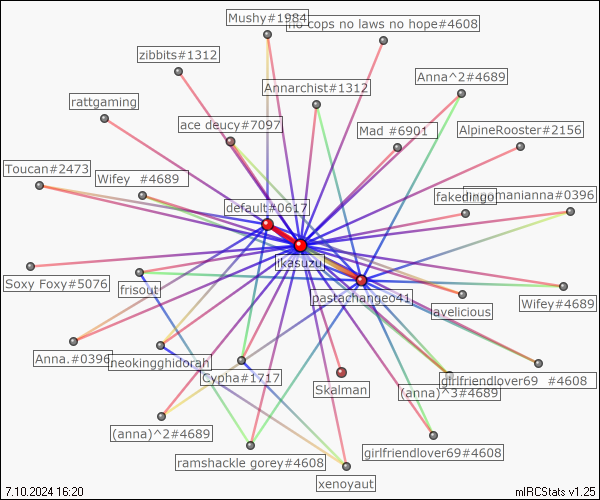 Mushy#1984
no cops no laws no hope#4608
zibbits#1312
Anna^2#4689
Annarchist#1312
rattgaming
ace deucy#7097
Mad #6901
AlpineRooster#2156
Toucan#2473
Wifey #4689
fakedingo
manianna#0396
default#0617
ikasuzu
Soxy Foxy#5076
frisout
pastachangeo41
avelicious
Wifey#4689
Anna.#0396
neokingghidorah
Cypha#1717
Skalman
girlfriendlover69 #4608
(anna)^3#4689
(anna)^2#4689
ramshackle gorey#4608
girlfriendlover69#4608
xenoyaut
7.10.2024 16:20
mIRCStats v1.25